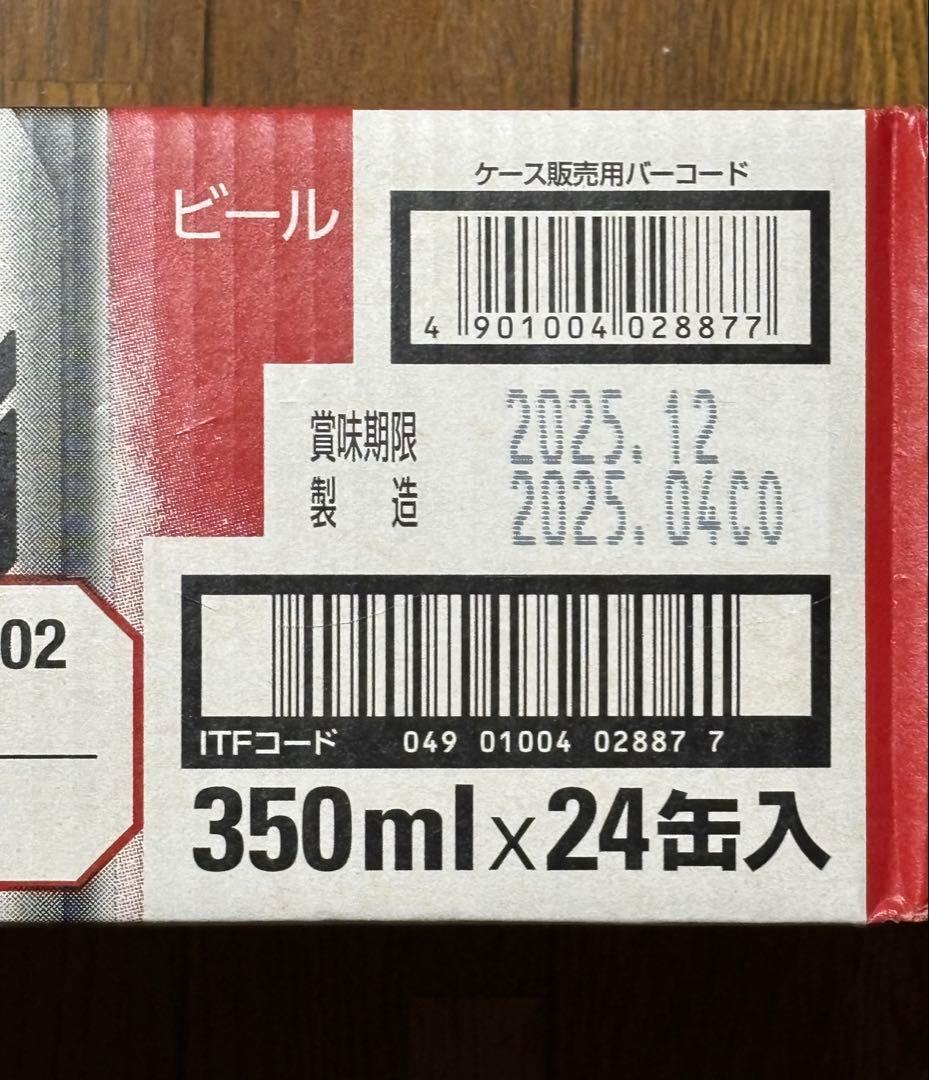 ケース販売用バーコード
ビール
4 901004 028877
賞味期限 2025.12
製造 2025.04CO
02
ITFコード 049 01004 02887 7
350ml×24缶入